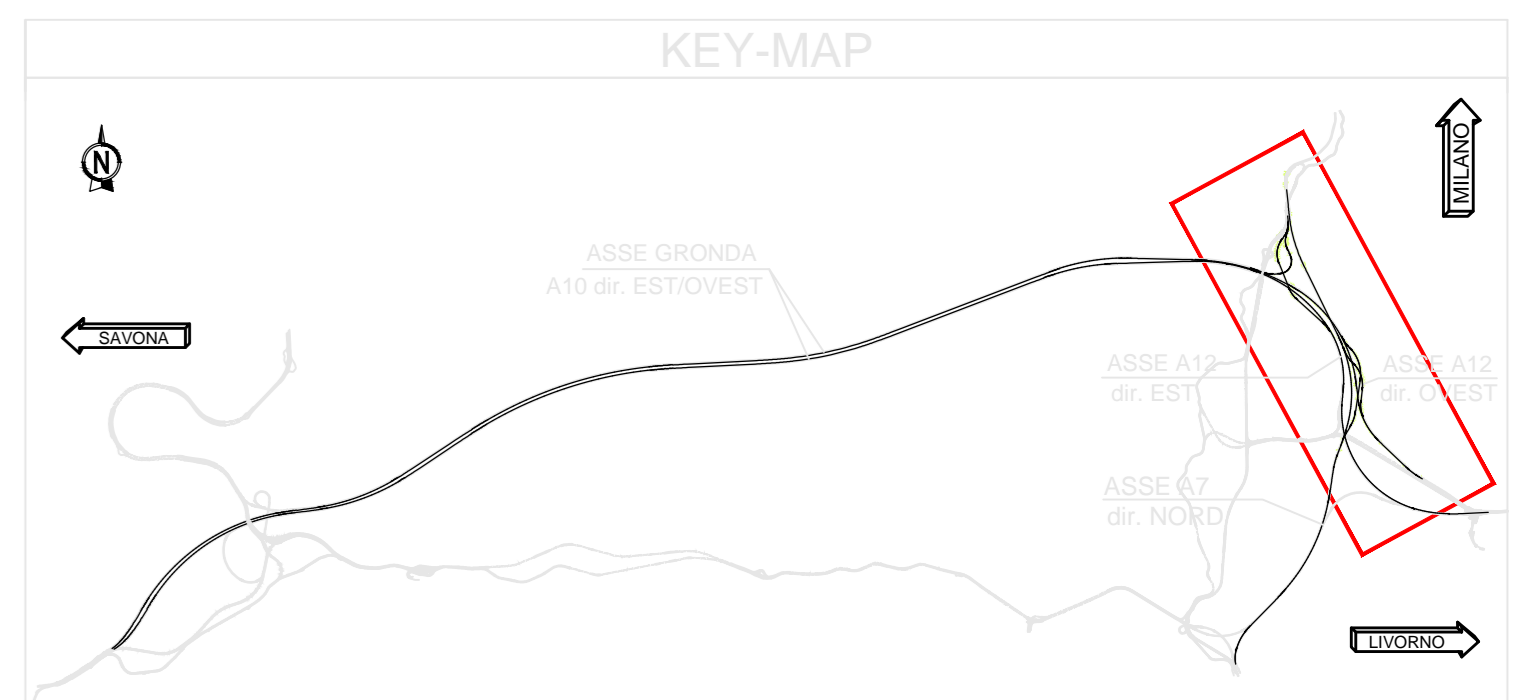 KEY-MAP
N
MILANO
ASSE GRONDA
A10 dir. EST/OVEST
SAVONA
ASSE A12
dir. EST
ASSE A12
dir. OVEST
ASSE A7
dir. NORD
LIVORNO